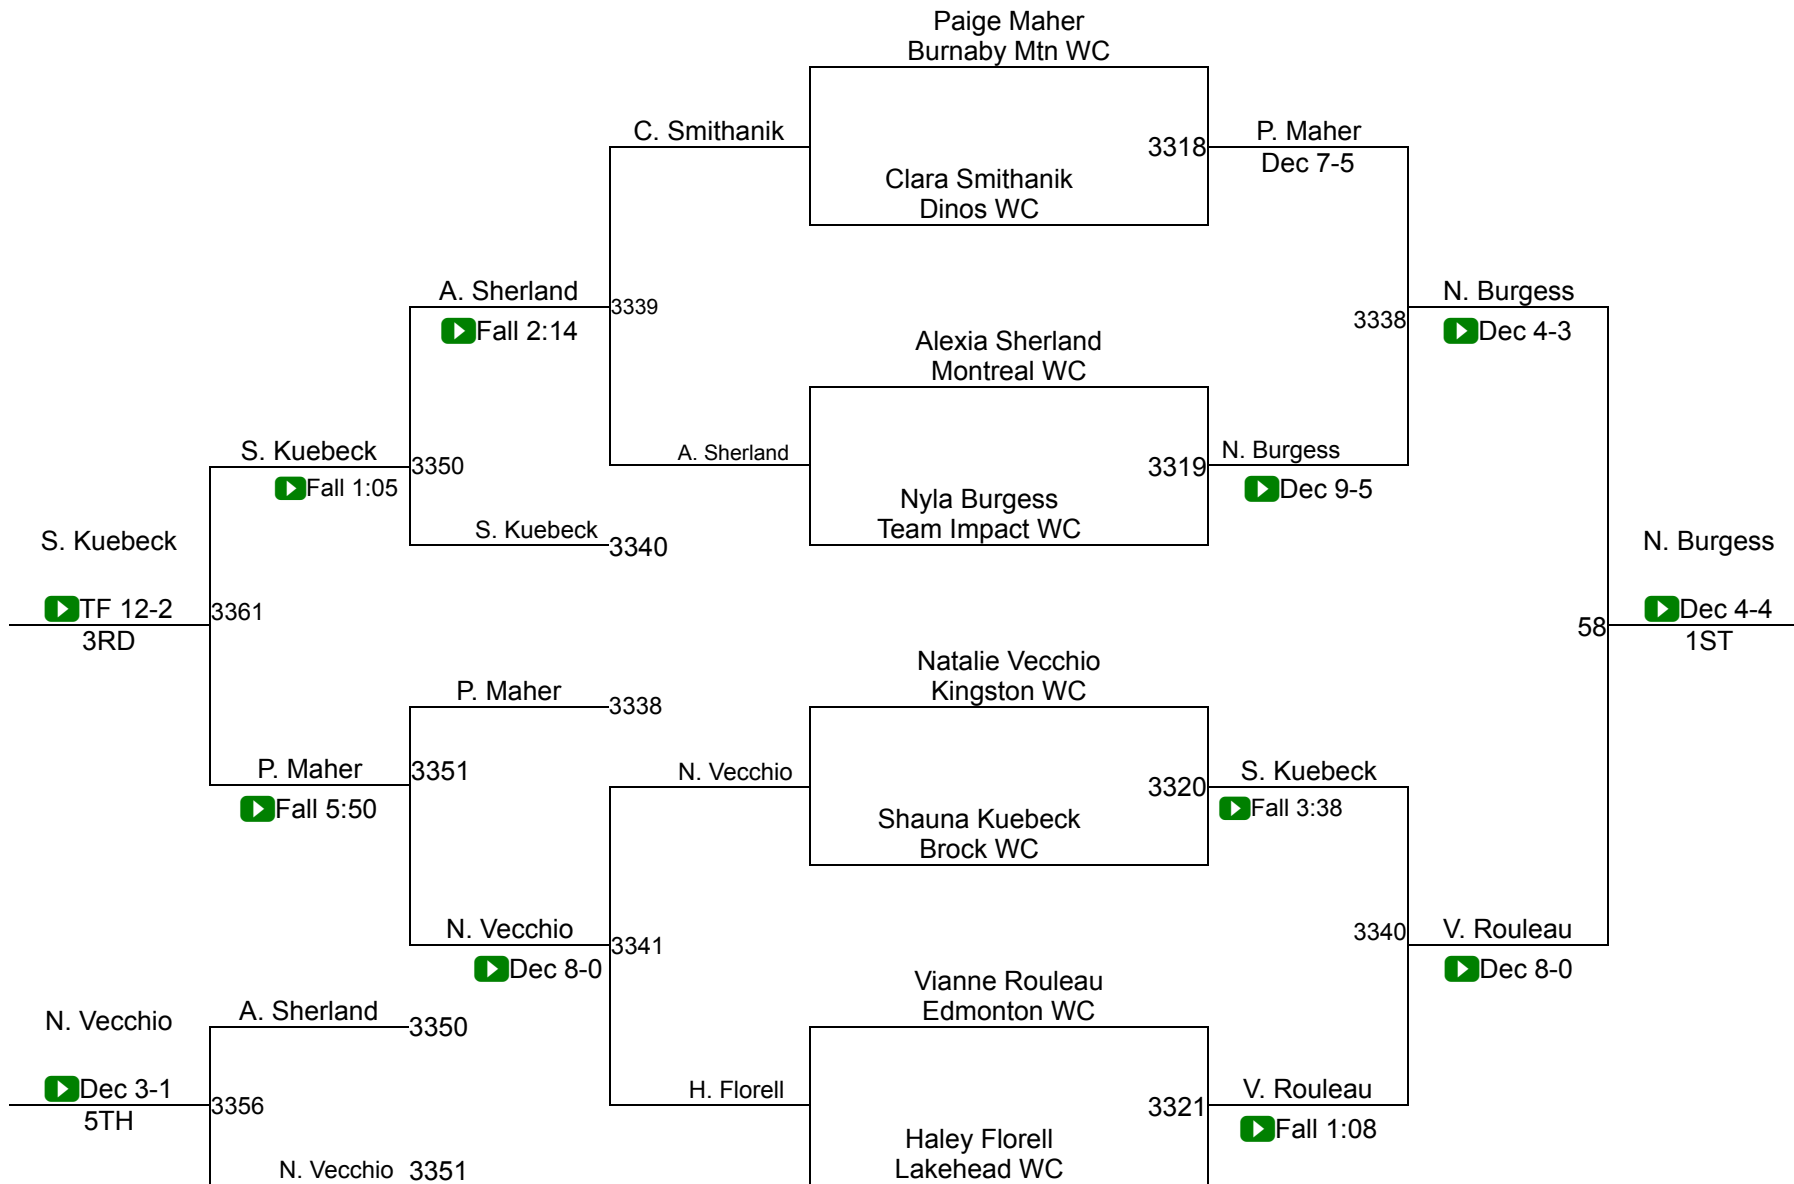 Paige Maher
Burnaby Mtn WC
C. Smithanik
3318
P. Maher
Dec 7-5
Clara Smithanik
Dinos WC
A. Sherland
3339
Fall 2:14
3338
N. Burgess
Dec 4-3
Alexia Sherland
Montreal WC
S. Kuebeck
3350
Fall 1:05
A. Sherland
3319
N. Burgess
Dec 9-5
Nyla Burgess
Team Impact WC
S. Kuebeck
3340
S. Kuebeck
TF 12-2
3RD
3361
58
N. Burgess
Dec 4-4
1ST
Natalie Vecchio
Kingston WC
P. Maher
3338
P. Maher
3351
Fall 5:50
N. Vecchio
3320
S. Kuebeck
Fall 3:38
Shauna Kuebeck
Brock WC
N. Vecchio
3341
Dec 8-0
3340
V. Rouleau
Dec 8-0
Vianne Rouleau
Edmonton WC
N. Vecchio
A. Sherland
3350
Dec 3-1
5TH
3356
H. Florell
3321
V. Rouleau
Fall 1:08
Haley Florell
Lakehead WC
N. Vecchio
3351